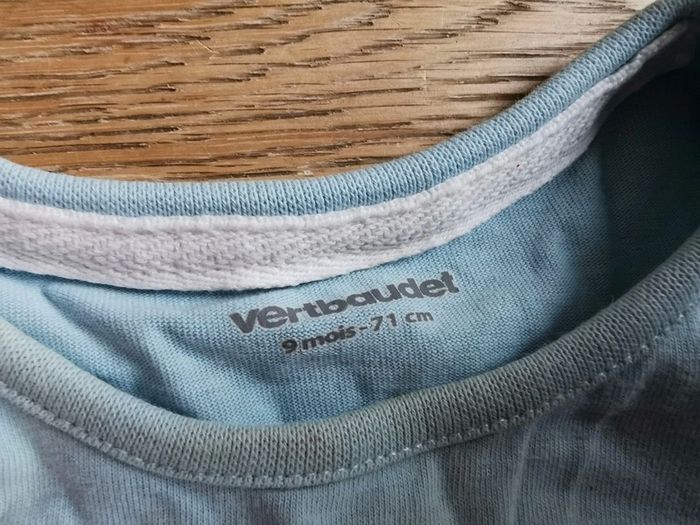 vertbaudet
9 mois - 71 cm